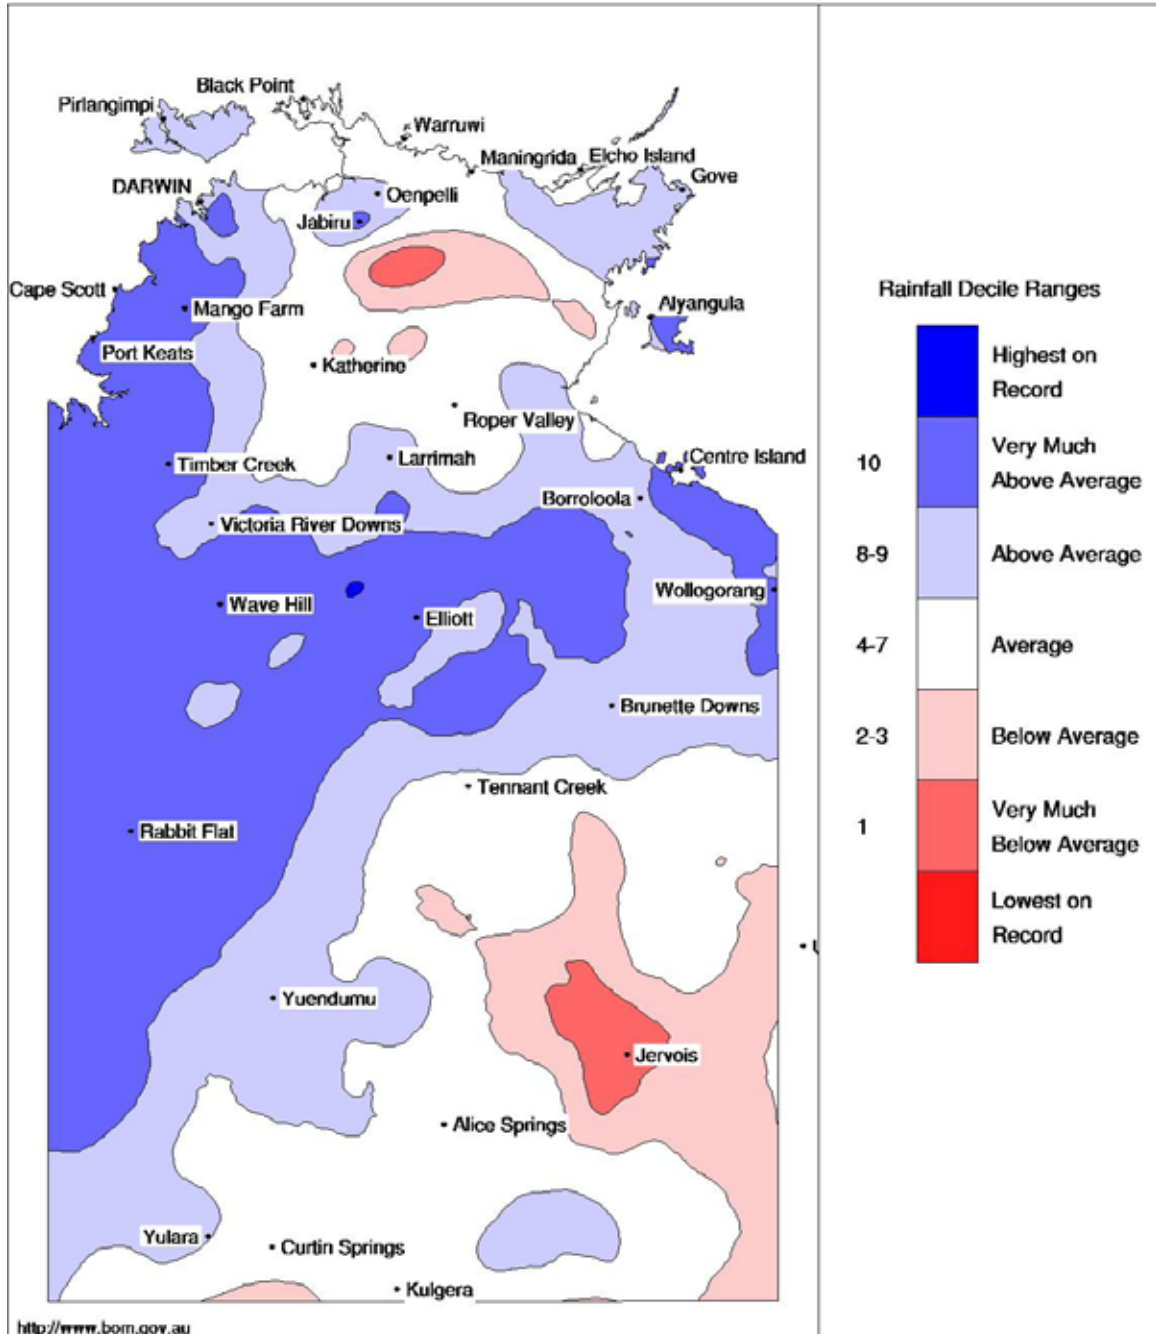 Black Point
Pirlangimpi
Warruwi
Maningrida
Elcho Island
Gove
DARWIN
Oenpelli
Jabiru
Cape Scott
Mango Farm
Alyangula
Port Keats
Katherine
Roper Valley
Timber Creek
Larrimah
Centre Island
Borroloola
Victoria River Downs
Wollogorang
Wave Hill
Elliott
Brunette Downs
Tennant Creek
Rabbit Flat
Yuendumu
Jervois
Alice Springs
Yulara
Curtin Springs
Kulgera
http://www.bom.gov.au
Rainfall Decile Ranges
Highest on
Record
10
Very Much
Above Average
8-9
Above Average
4-7
Average
2-3
Below Average
1
Very Much
Below Average
Lowest on
Record